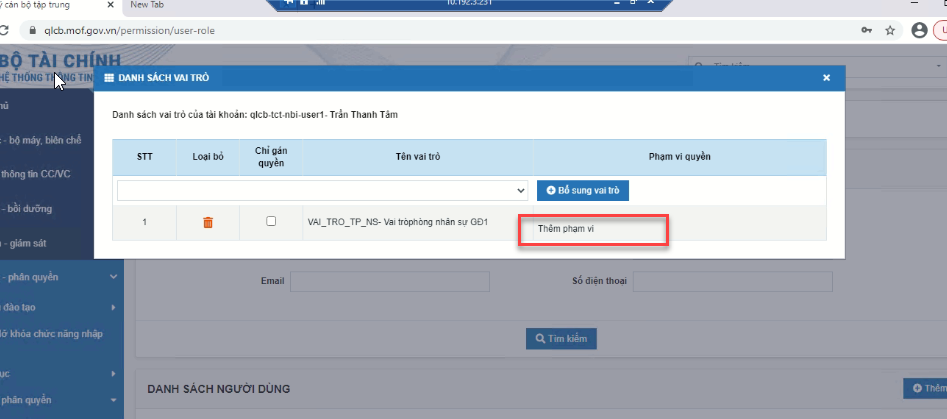 ý cán bộ tập trung
New Tab
10.192.3.231
qlcb.mof.gov.vn/permission/user-role
BỘ TÀI CHÍNH
HỆ THỐNG THÔNG TIN
Tìm kiếm
DANH SÁCH VAI TRÒ
Danh sách vai trò của tài khoản: qlcb-tct-nbi-user1- Trần Thanh Tâm
STT
Loại bỏ
Chỉ gán quyền
Tên vai trò
Phạm vi quyền
Bổ sung vai trò
1
VAI_TRO_TP_NS- Vai tròphòng nhân sự GĐ1
Thêm phạm vi
hủ
- bộ máy, biên chế
thông tin CC/VC
- bồi dưỡng
- giám sát
- phân quyền
đào tạo
ở khóa chức năng nhập
ục
phân quyền
Email
Số điện thoại
Tìm kiếm
DANH SÁCH NGƯỜI DÙNG
Thêm